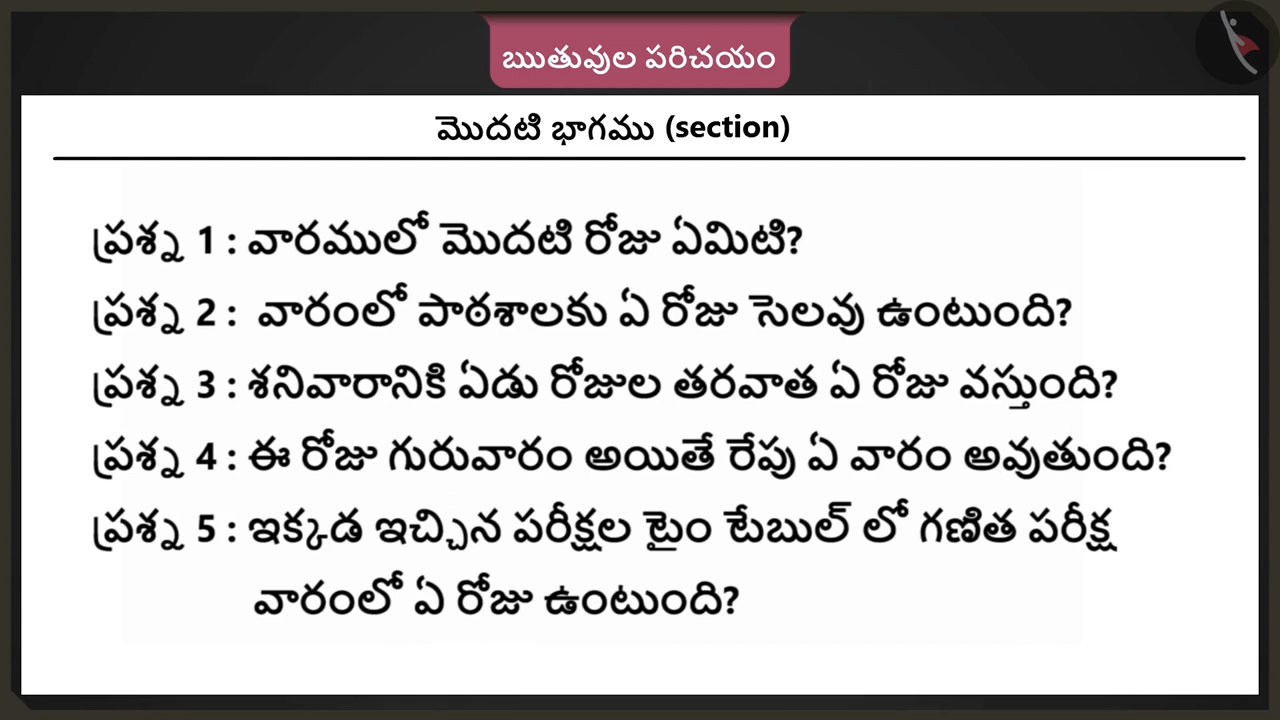 ఋతువుల పరిచయం
మొదటి భాగము (section)
ప్రశ్న 1 : వారములో మొదటి రోజు ఏమిటి?
ప్రశ్న 2 : వారంలో పాఠశాలకు ఏ రోజు సెలవు ఉంటుంది?
ప్రశ్న 3 : శనివారానికి ఏడు రోజుల తరవాత ఏ రోజు వస్తుంది?
ప్రశ్న 4 : ఈ రోజు గురువారం అయితే రేపు ఏ వారం అవుతుంది?
ప్రశ్న 5 : ఇక్కడ ఇచ్చిన పరీక్షల టైం టేబుల్ లో గణిత పరీక్ష
వారంలో ఏ రోజు ఉంటుంది?